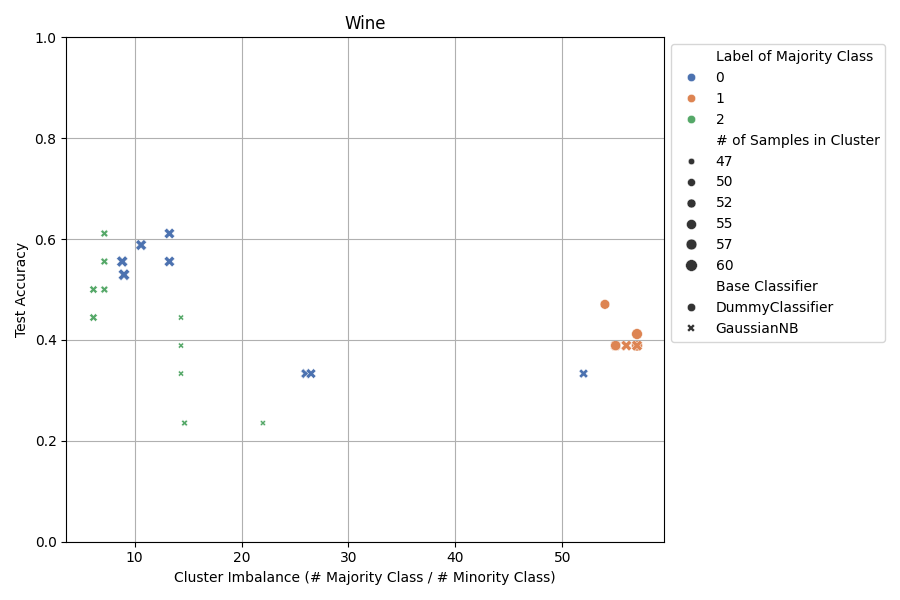 Wine
1.0
0.8
0.6
0.4
0.2
0.0
Test Accuracy
10
20
30
40
50
Cluster Imbalance (# Majority Class / # Minority Class)
Label of Majority Class
0
1
2
# of Samples in Cluster
47
50
52
55
57
60
Base Classifier
DummyClassifier
GaussianNB